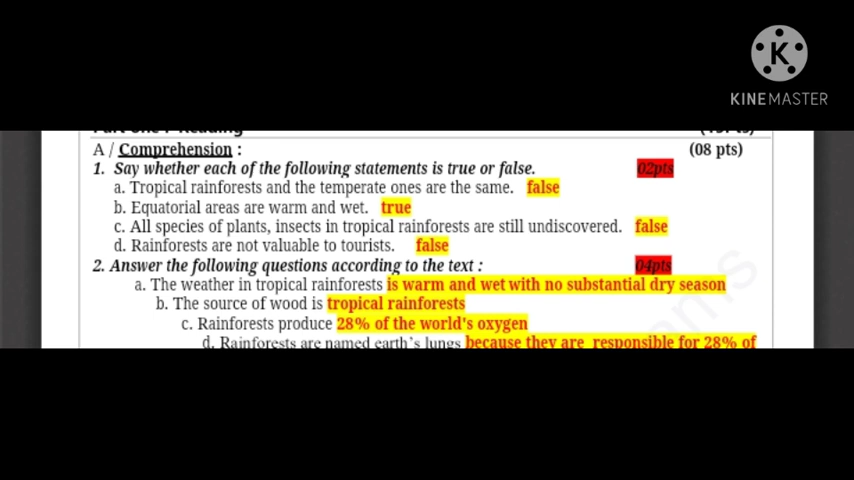 KINEMASTER
Part One : Reading (15Pts)
A / Comprehension : (08 pts)
1. Say whether each of the following statements is true or false. 02pts
a. Tropical rainforests and the temperate ones are the same. false
b. Equatorial areas are warm and wet. true
c. All species of plants, insects in tropical rainforests are still undiscovered. false
d. Rainforests are not valuable to tourists. false
2. Answer the following questions according to the text : 04pts
a. The weather in tropical rainforests is warm and wet with no substantial dry season
b. The source of wood is tropical rainforests
c. Rainforests produce 28% of the world's oxygen
d. Rainforests are named earth's lungs because they are responsible for 28% of